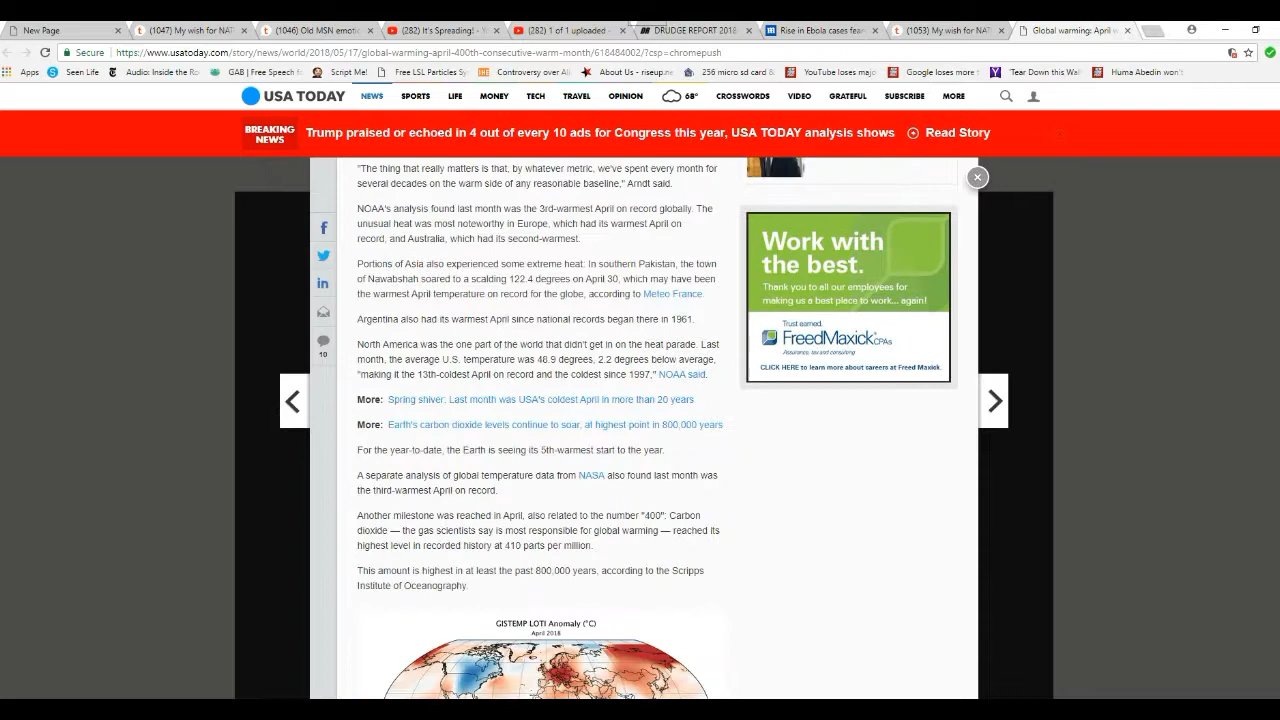 New Page
(1047) My wish for NAT
(1046) Old MSN emoti
(282) It's Spreading! - Y
(282) 1 of 1 uploaded -
DRUDGE REPORT 2018
Rise in Ebola cases fear
(1053) My wish for NAT
Global warming: April w
Secure
https://www.usatoday.com/story/news/world/2018/05/17/global-warming-april-400th-consecutive-warm-month/618484002/?csp=chromepush
Apps
Seen Life
Audio: Inside the Ro
GAB | Free Speech fo
Script Me!
Free LSL Particles Sy
Controversy over Ali
About Us - riseup.ne
256 micro sd card &
YouTube loses major
Google loses more t
'Tear Down this Wal
Huma Abedin won't
USA TODAY
NEWS
SPORTS
LIFE
MONEY
TECH
TRAVEL
OPINION
68°
CROSSWORDS
VIDEO
GRATEFUL
SUBSCRIBE
MORE
BREAKING
NEWS
Trump praised or echoed in 4 out of every 10 ads for Congress this year, USA TODAY analysis shows
Read Story
"The thing that really matters is that, by whatever metric, we've spent every month for
several decades on the warm side of any reasonable baseline," Arndt said.
NOAA's analysis found last month was the 3rd-warmest April on record globally. The
unusual heat was most noteworthy in Europe, which had its warmest April on
record, and Australia, which had its second-warmest.
Portions of Asia also experienced some extreme heat: In southern Pakistan, the town
of Nawabshah soared to a scalding 122.4 degrees on April 30, which may have been
the warmest April temperature on record for the globe, according to Meteo France.
Argentina also had its warmest April since national records began there in 1961.
North America was the one part of the world that didn't get in on the heat parade. Last
month, the average U.S. temperature was 48.9 degrees, 2.2 degrees below average,
"making it the 13th-coldest April on record and the coldest since 1997," NOAA said.
More: Spring shiver: Last month was USA's coldest April in more than 20 years
More: Earth's carbon dioxide levels continue to soar, at highest point in 800,000 years
For the year-to-date, the Earth is seeing its 5th-warmest start to the year.
A separate analysis of global temperature data from NASA also found last month was
the third-warmest April on record.
Another milestone was reached in April, also related to the number "400": Carbon
dioxide — the gas scientists say is most responsible for global warming — reached its
highest level in recorded history at 410 parts per million.
This amount is highest in at least the past 800,000 years, according to the Scripps
Institute of Oceanography.
GISTEMP LOTI Anomaly (°C)
April 2018
10
Work with
the best.
Thank you to all our employees for
making us a best place to work... again!
Trust earned.
FreedMaxick CPAs
Assurance, tax and consulting
CLICK HERE to learn more about careers at Freed Maxick.